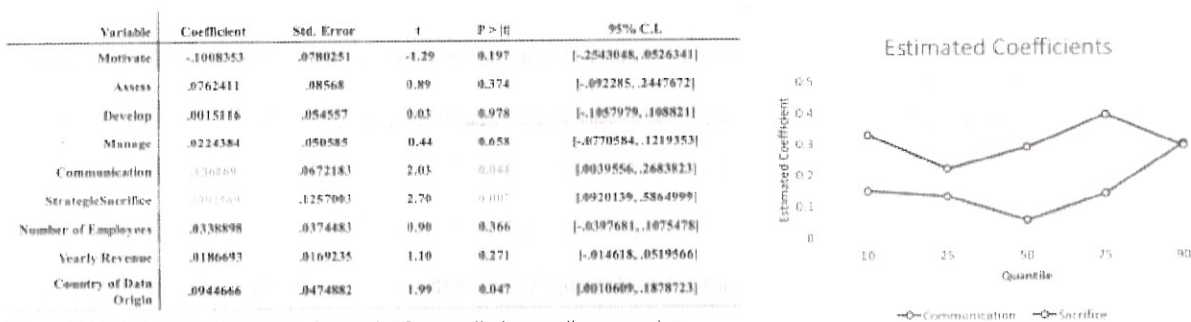 Variable Coefficient Std. Error t P > |t| 95% C.I.
Motivate -.1008353 .0780251 -1.29 0.197 [-.2543048, .0526341]
Assess .0762411 .08568 0.89 0.374 [-.092285, .2447672]
Develop .0015116 .054557 0.03 0.978 [-.1057979, .108821]
Manage .0224384 .050585 0.44 0.658 [-.0770584, .1219353]
Communication .136169 .0672183 2.03 0.044 [.0039556, .2683823]
StrategicSacrifice .1257003 2.70 0.007 [.0920139, .5864999]
Number of Employees .0338898 .0374483 0.90 0.366 [-.0397681, .1075478]
Yearly Revenue .0186693 .0169235 1.10 0.271 [-.014618, .0519566]
Country of Data
Origin .0944666 .0474882 1.99 0.047 [.0010609, .1878723]
Estimated Coefficients
Estimated Coefficient
0.5
0.4
0.3
0.2
0.1
0
10 25 50 75 90
Quantile
Communication Sacrifice